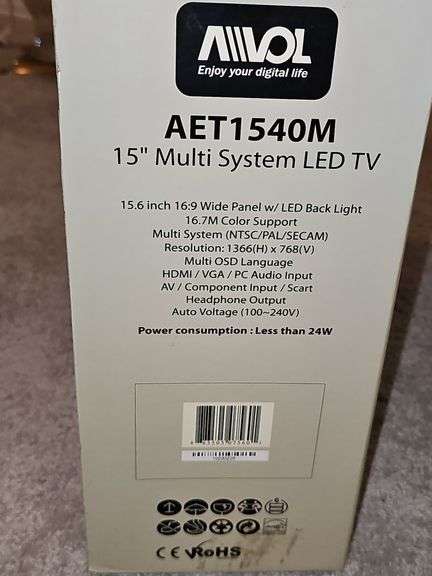 AIVOL
Enjoy your digital life
AET1540M
15" Multi System LED TV
15.6 inch 16:9 Wide Panel w/ LED Back Light
16.7M Color Support
Multi System (NTSC/PAL/SECAM)
Resolution: 1366(H) x 768(V)
Multi OSD Language
HDMI / VGA / PC Audio Input
AV / Component Input / Scart
Headphone Output
Auto Voltage (100~240V)
Power consumption : Less than 24W
CE RoHS